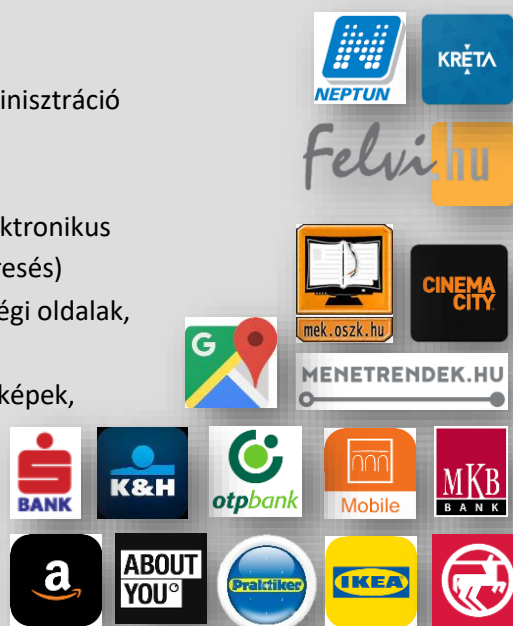 NEPTUN
KRÉTA
inisztráció
Felvi.hu
ktronikus
resés)
égi oldalak,
mek.oszk.hu
CINEMA
CITY
G
MENETRENDEK.HU
képek,
BANK
K&H
otpbank
Mobile
MKB
BANK
a
ABOUT
YOU°
Praktiker
IKEA